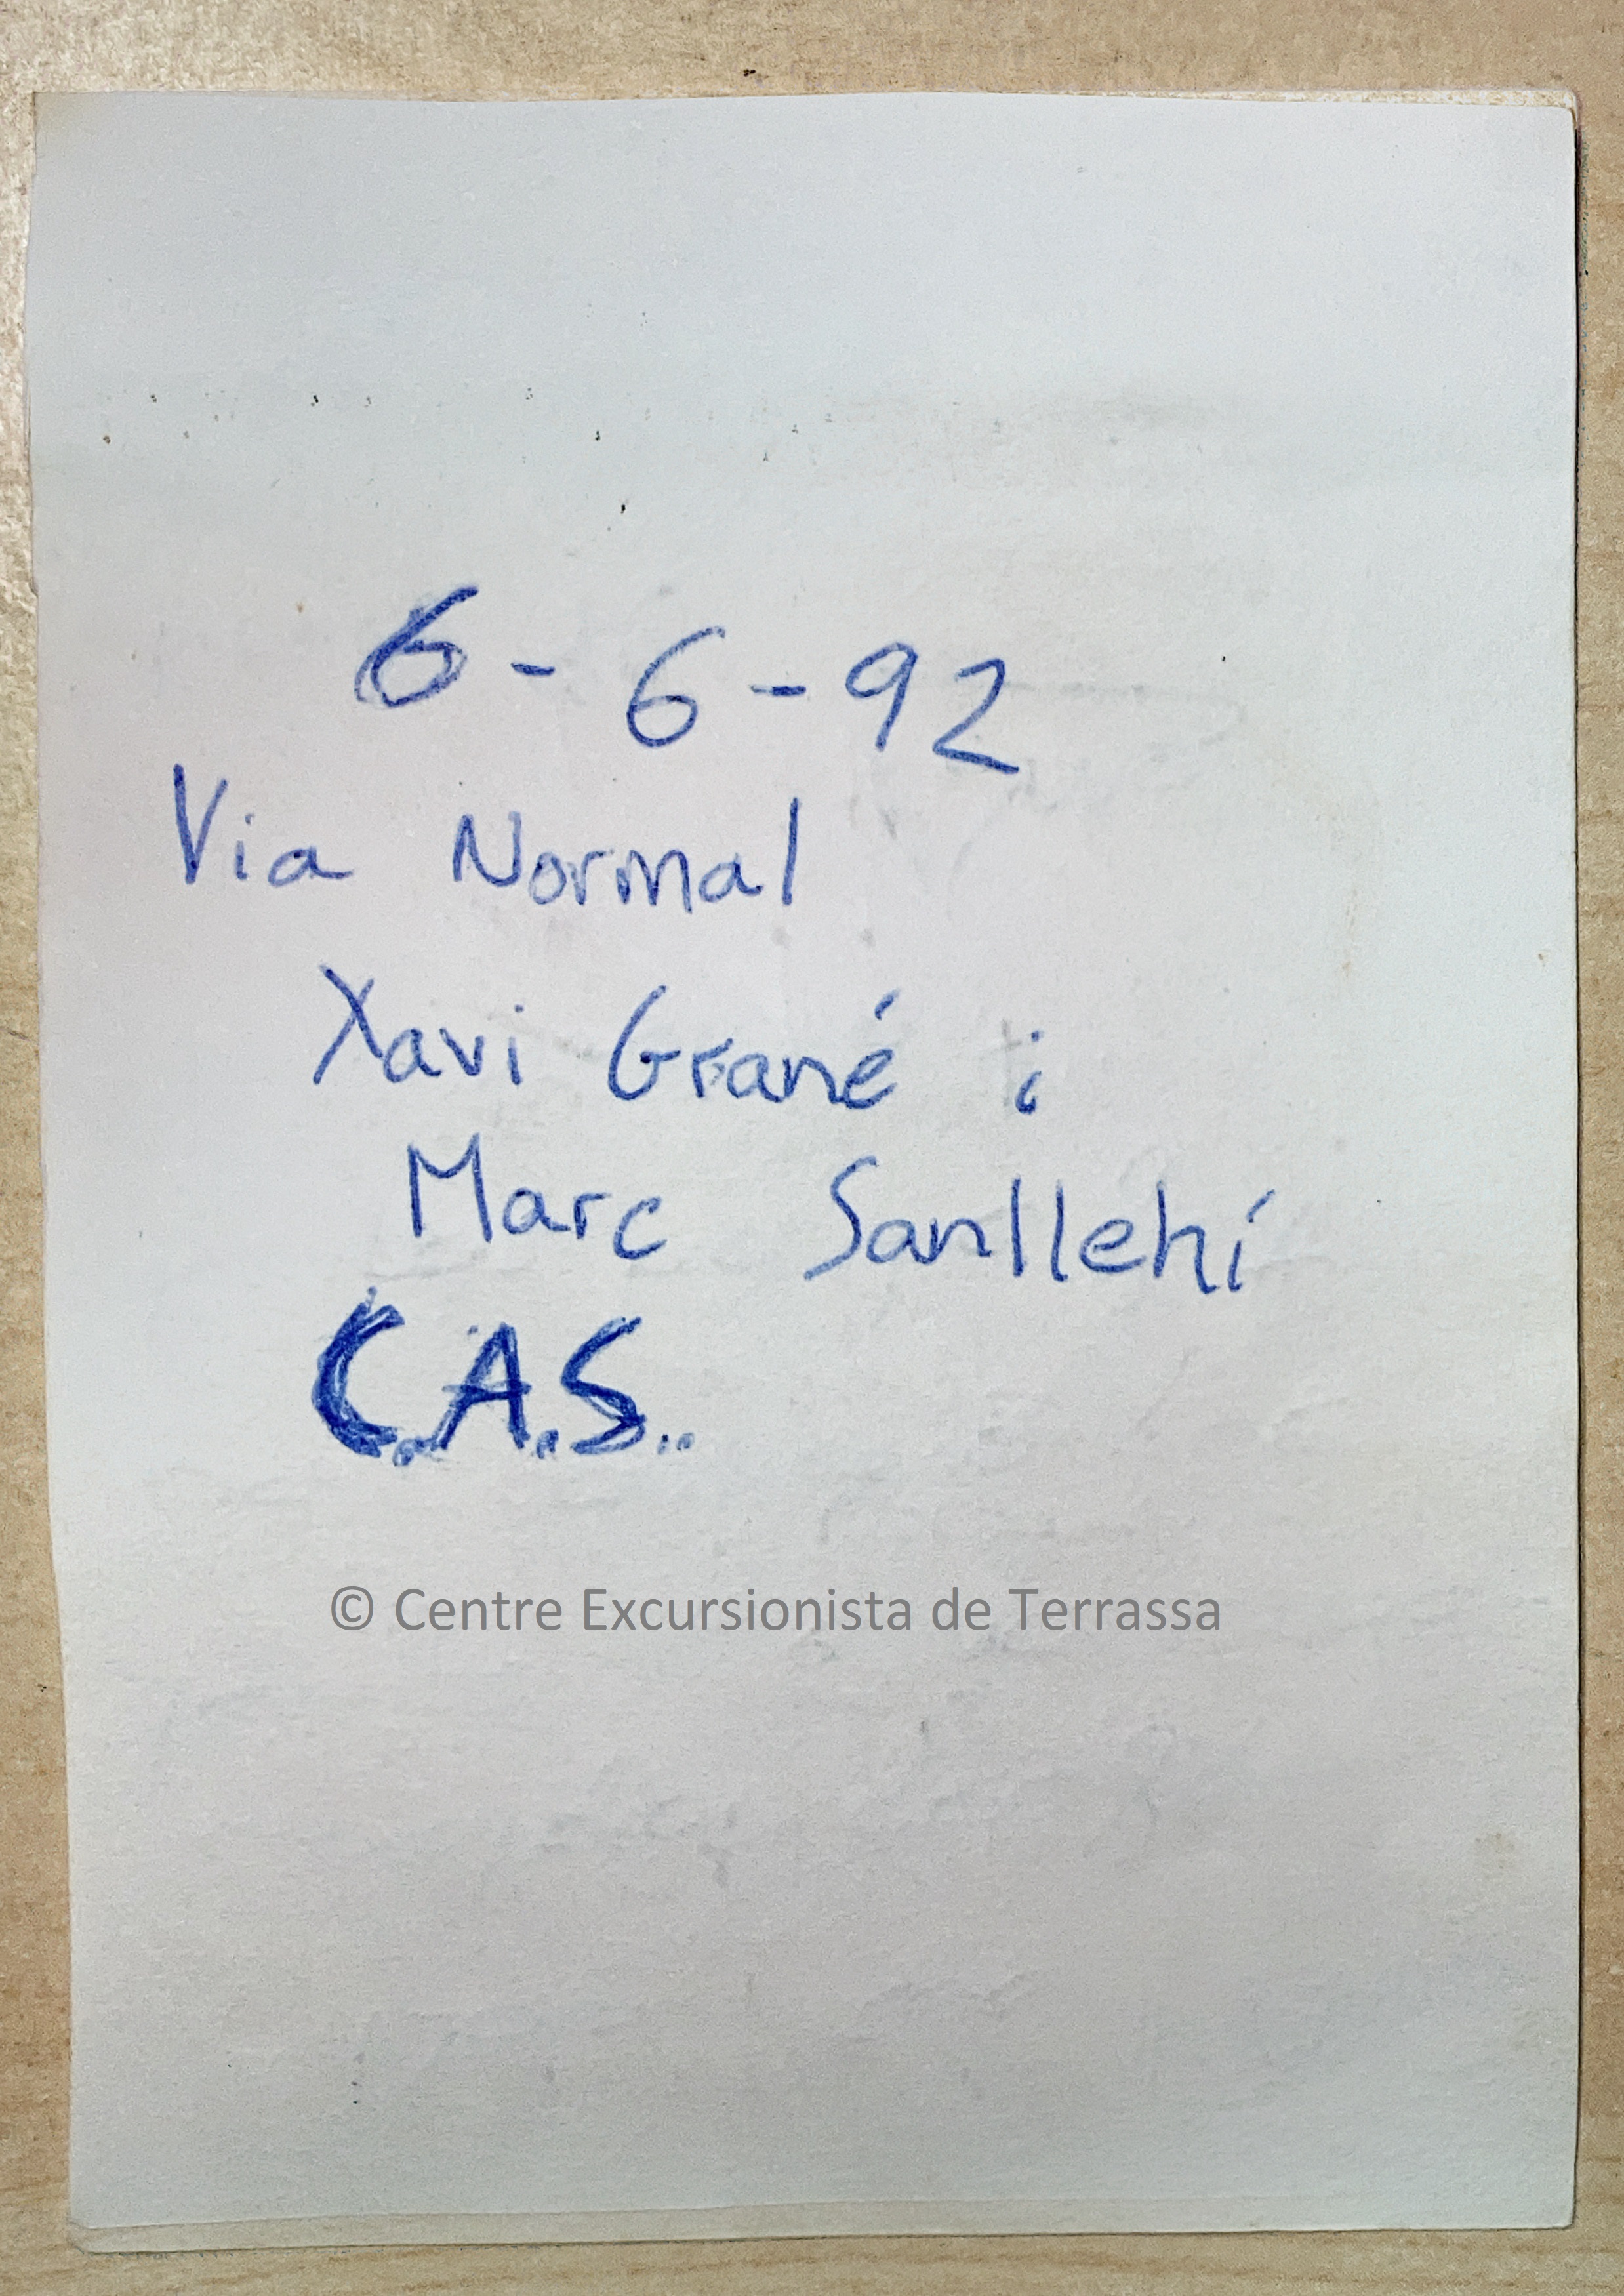 6-6-92
Via Normal
Xavi Grané i
Marc Sanllehí
C.A.S.
© Centre Excursionista de Terrassa